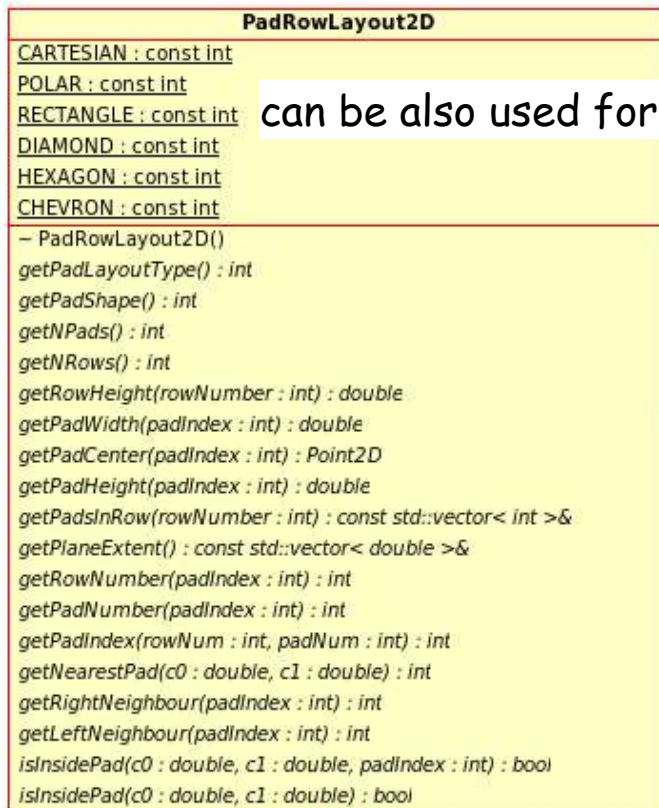 PadRowLayout2D
CARTESIAN : const int
POLAR : const int
RECTANGLE : const int
can be also used for
DIAMOND : const int
HEXAGON : const int
CHEVRON : const int
~ PadRowLayout2D()
getPadLayoutType() : int
getPadShape() : int
getNPads() : int
getNRows() : int
getRowHeight(rowNumber : int) : double
getPadWidth(padIndex : int) : double
getPadCenter(padIndex : int) : Point2D
getPadHeight(padIndex : int) : double
getPadsInRow(rowNumber : int) : const std::vector< int >&
getPlaneExtent() : const std::vector< double >&
getRowNumber(padIndex : int) : int
getPadNumber(padIndex : int) : int
getPadIndex(rowNum : int, padNum : int) : int
getNearestPad(c0 : double, c1 : double) : int
getRightNeighbour(padIndex : int) : int
getLeftNeighbour(padIndex : int) : int
isInsidePad(c0 : double, c1 : double, padIndex : int) : bool
isInsidePad(c0 : double, c1 : double) : bool